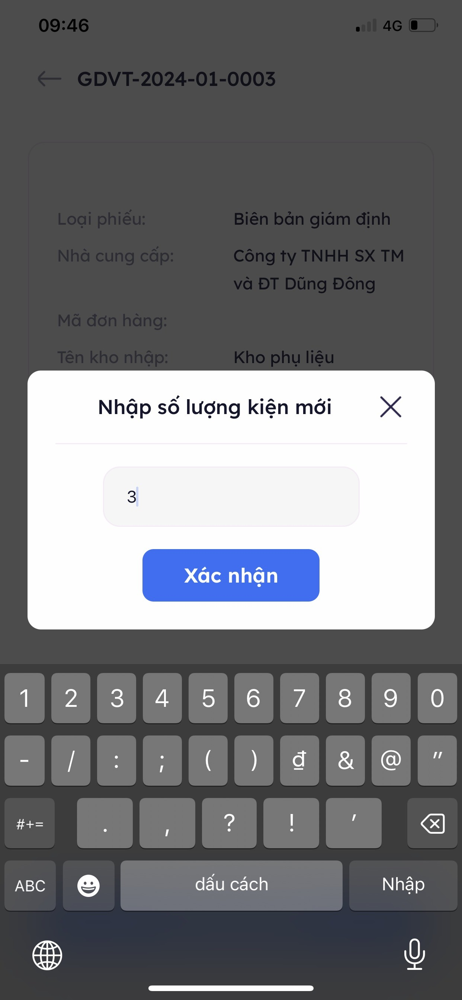 09:46
4G
GDVT-2024-01-0003
Loại phiếu: Biên bản giám định
Nhà cung cấp: Công ty TNHH SX TM
và ĐT Dũng Đông
Mã đơn hàng:
Tên kho nhập: Kho phụ liệu
Nhập số lượng kiện mới
3
Xác nhận
1 2 3 4 5 6 7 8 9 0
- / : ; ( ) ₫ & @ "
#+= . , ? ! '
ABC dấu cách Nhập